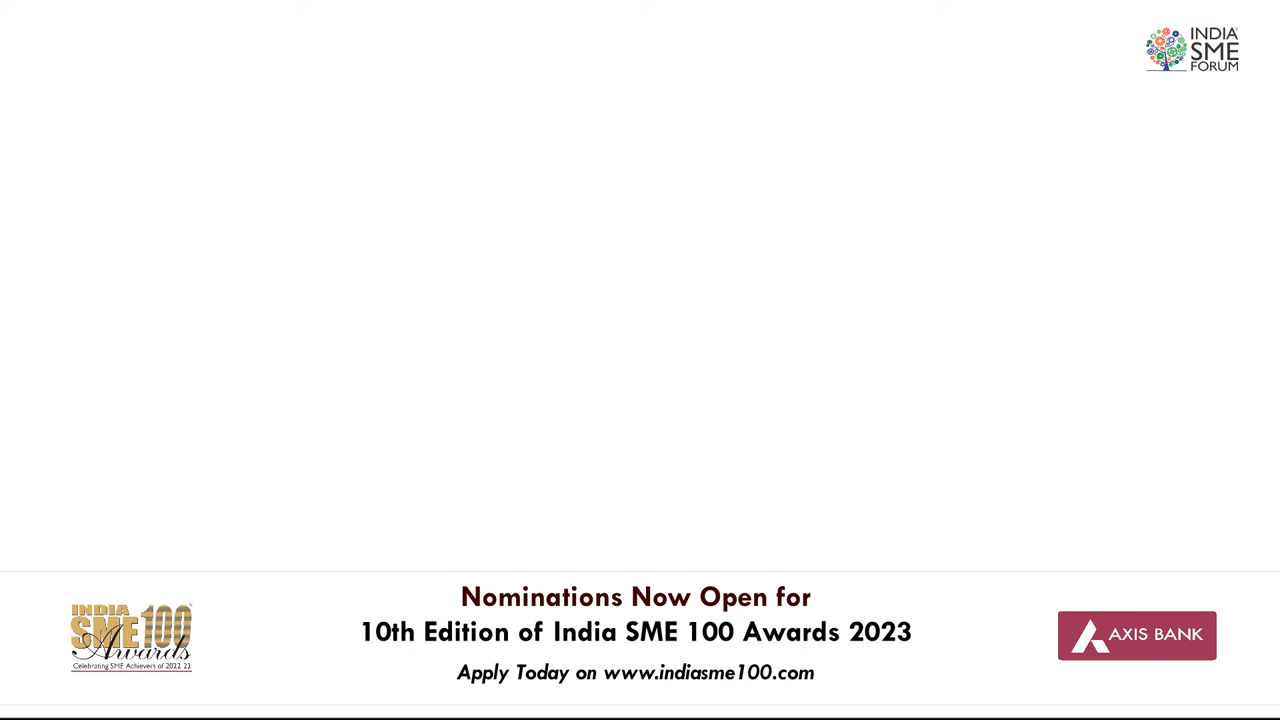 INDIA
SME
FORUM
Nominations Now Open for
10th Edition of India SME 100 Awards 2023
Apply Today on www.indiasme100.com
INDIA
SME 100
Awards
Celebrating SME Achievers of 2022 23
AXIS BANK